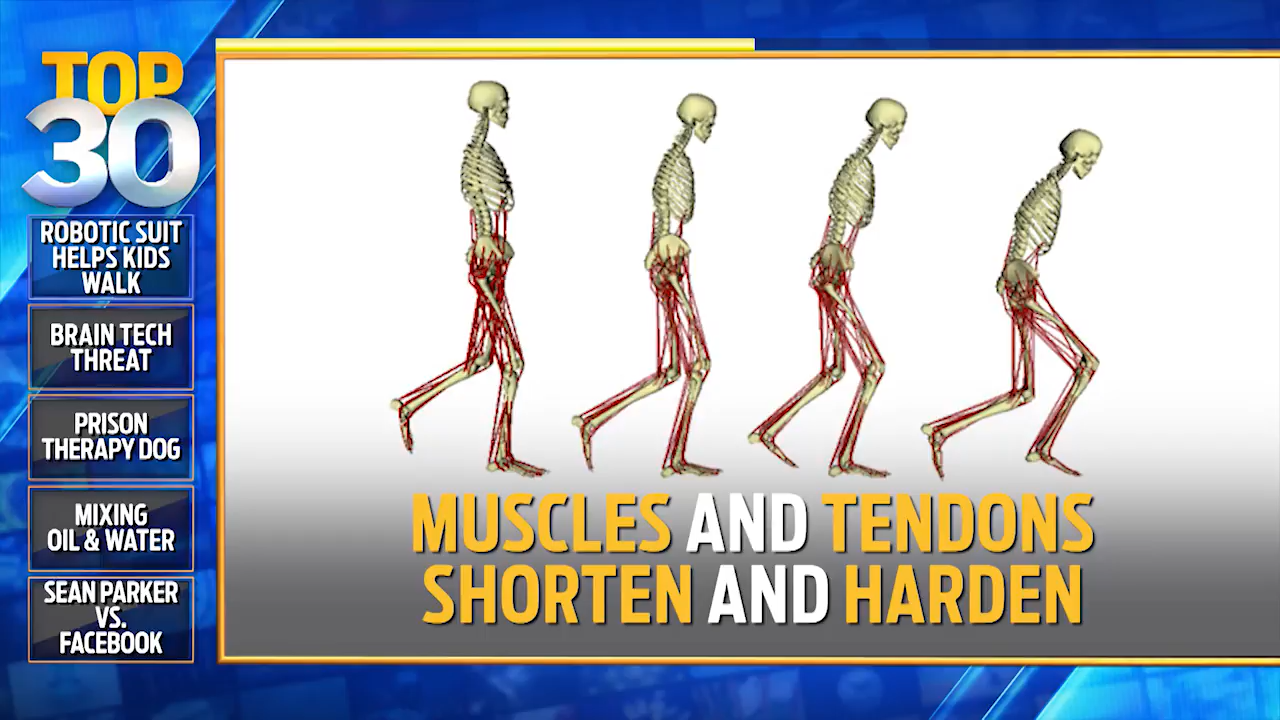 TOP
30
ROBOTIC SUIT
HELPS KIDS
WALK
BRAIN TECH
THREAT
PRISON
THERAPY DOG
MIXING
OIL & WATER
SEAN PARKER
VS.
FACEBOOK
MUSCLES AND TENDONS
SHORTEN AND HARDEN